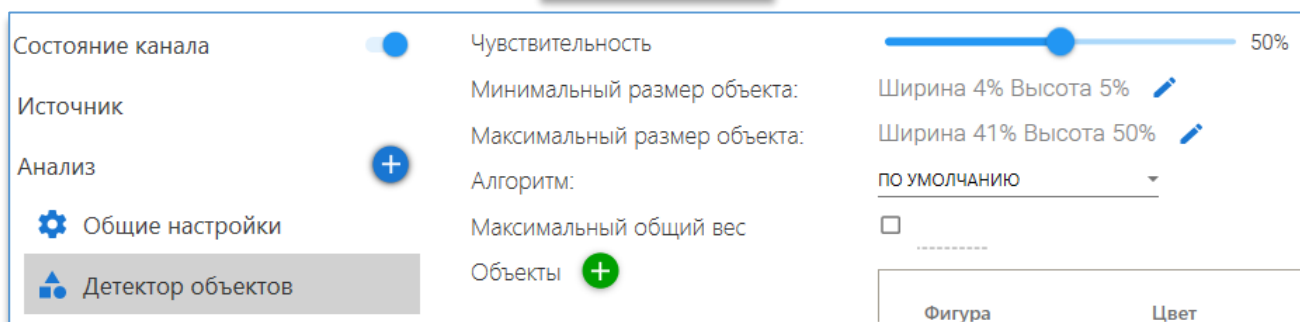 Состояние канала
Источник
Анализ
Общие настройки
Детектор объектов
Чувствительность 50%
Минимальный размер объекта: Ширина 4% Высота 5%
Максимальный размер объекта: Ширина 41% Высота 50%
Алгоритм: ПО УМОЛЧАНИЮ
Максимальный общий вес
Объекты
Фигура Цвет